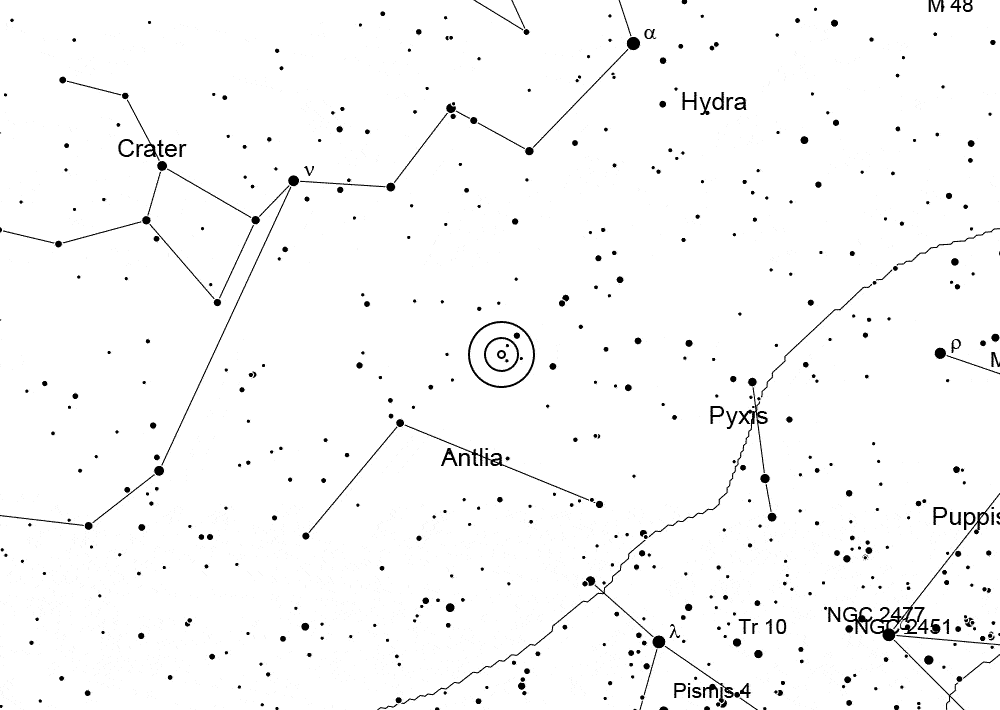 M 48
α
Hydra
Crater
ν
ρ
M
Pyxis
Antlia
Puppis
NGC 2477
NGC 2451
λ
Tr 10
Pismis 4